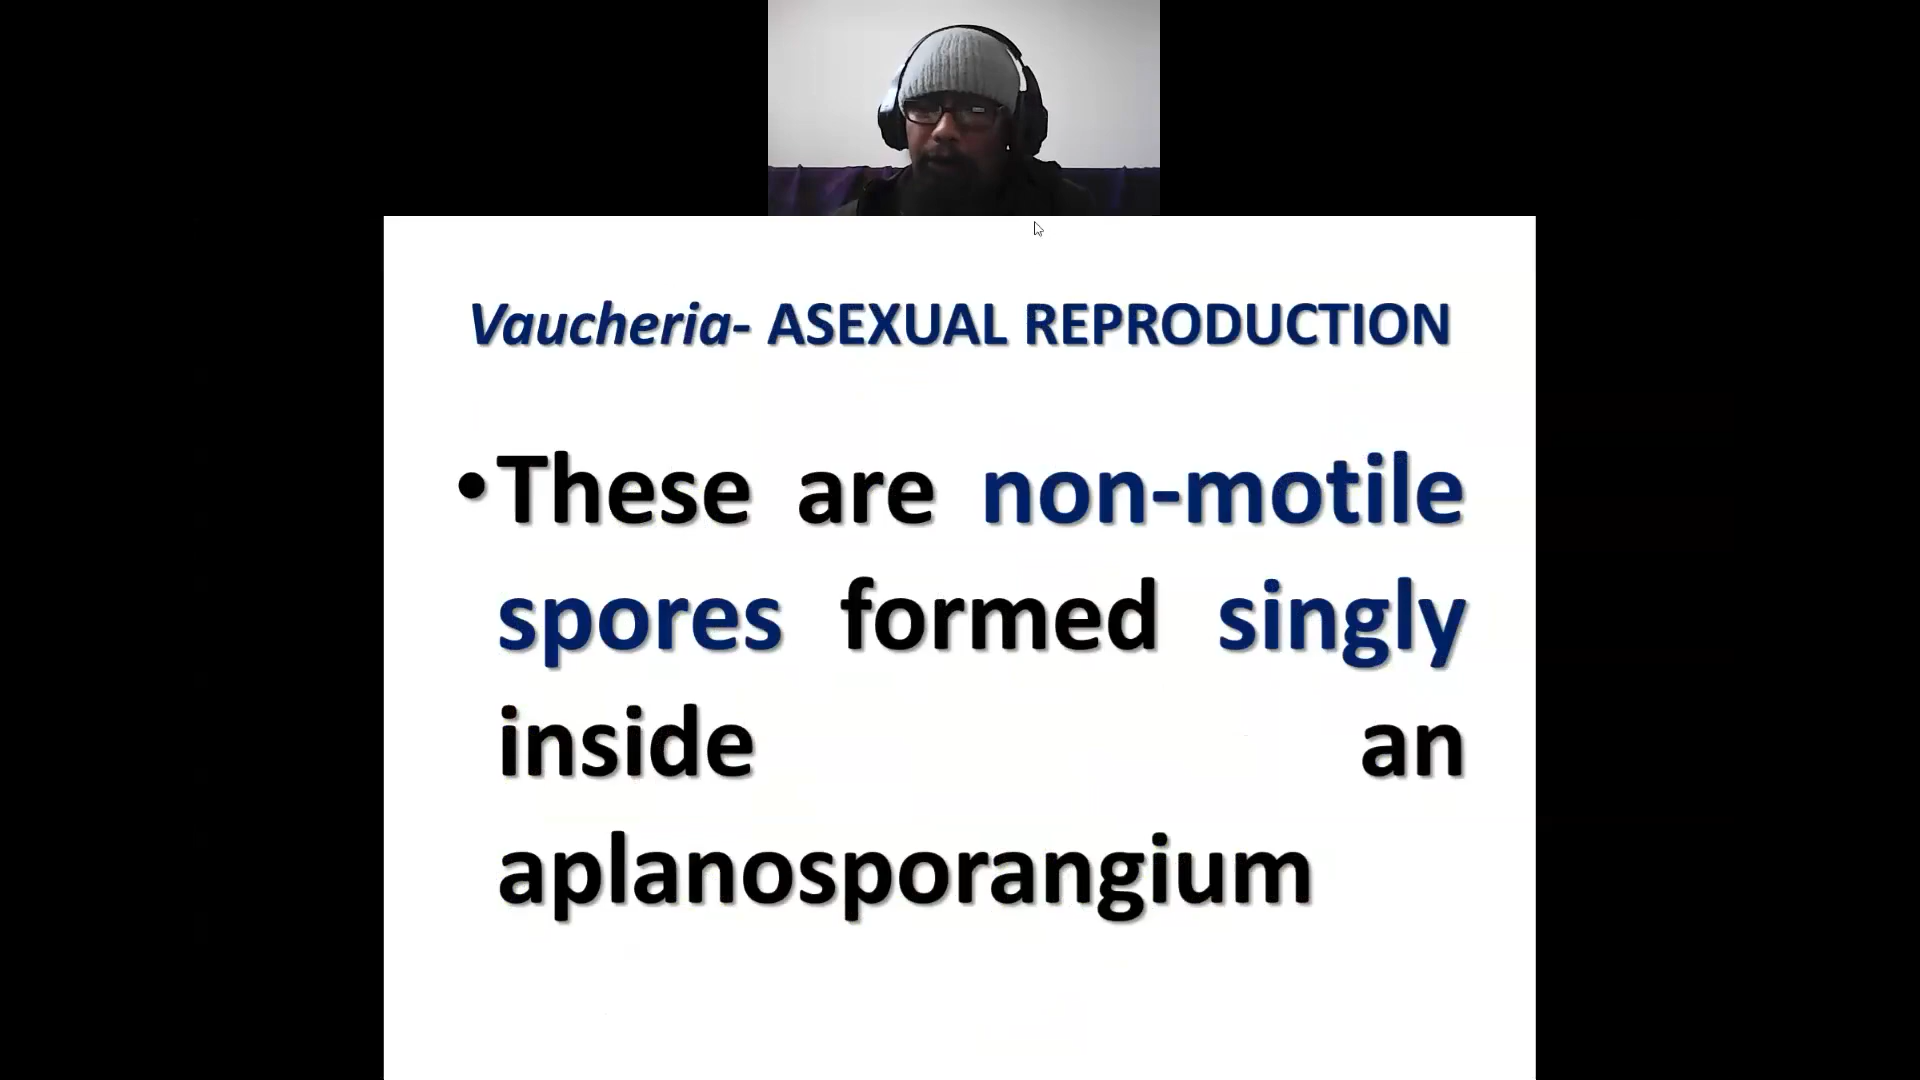 Vaucheria- ASEXUAL REPRODUCTION
•These are non-motile
spores formed singly
inside an
aplanosporangium